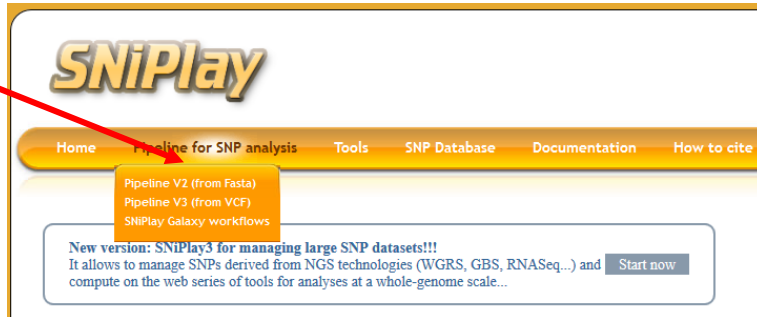 SNiPlay
Home Pipeline for SNP analysis Tools SNP Database Documentation How to cite
Pipeline V2 (from Fasta)
Pipeline V3 (from VCF)
SNiPlay Galaxy workflows
New version: SNiPlay3 for managing large SNP datasets!!!
It allows to manage SNPs derived from NGS technologies (WGRS, GBS, RNASeq...) and Start now
compute on the web series of tools for analyses at a whole-genome scale...